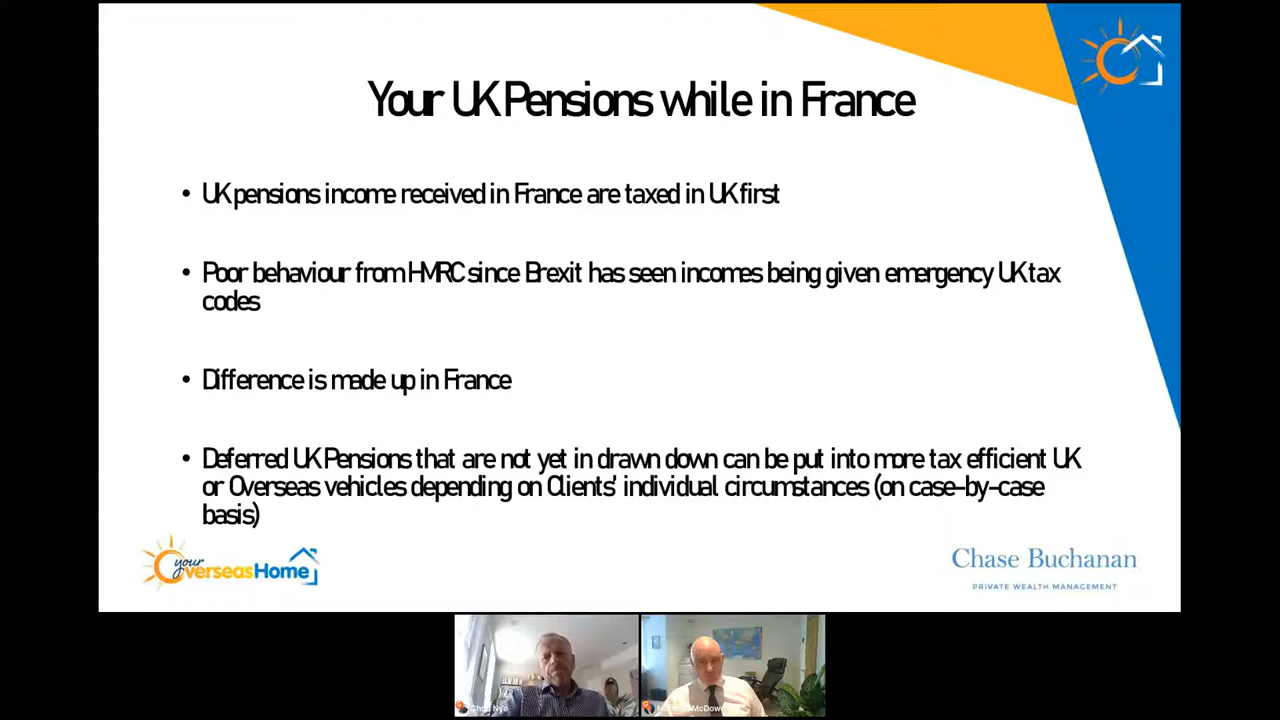 Your UK Pensions while in France
• UK pensions income received in France are taxed in UK first
• Poor behaviour from HMRC since Brexit has seen incomes being given emergency UK tax
codes
• Difference is made up in France
• Deferred UK Pensions that are not yet in drawn down can be put into more tax efficient UK
or Overseas vehicles depending on Clients' individual circumstances (on case-by-case
basis)
your
OverseasHome
Chase Buchanan
PRIVATE WEALTH MANAGEMENT
Nye